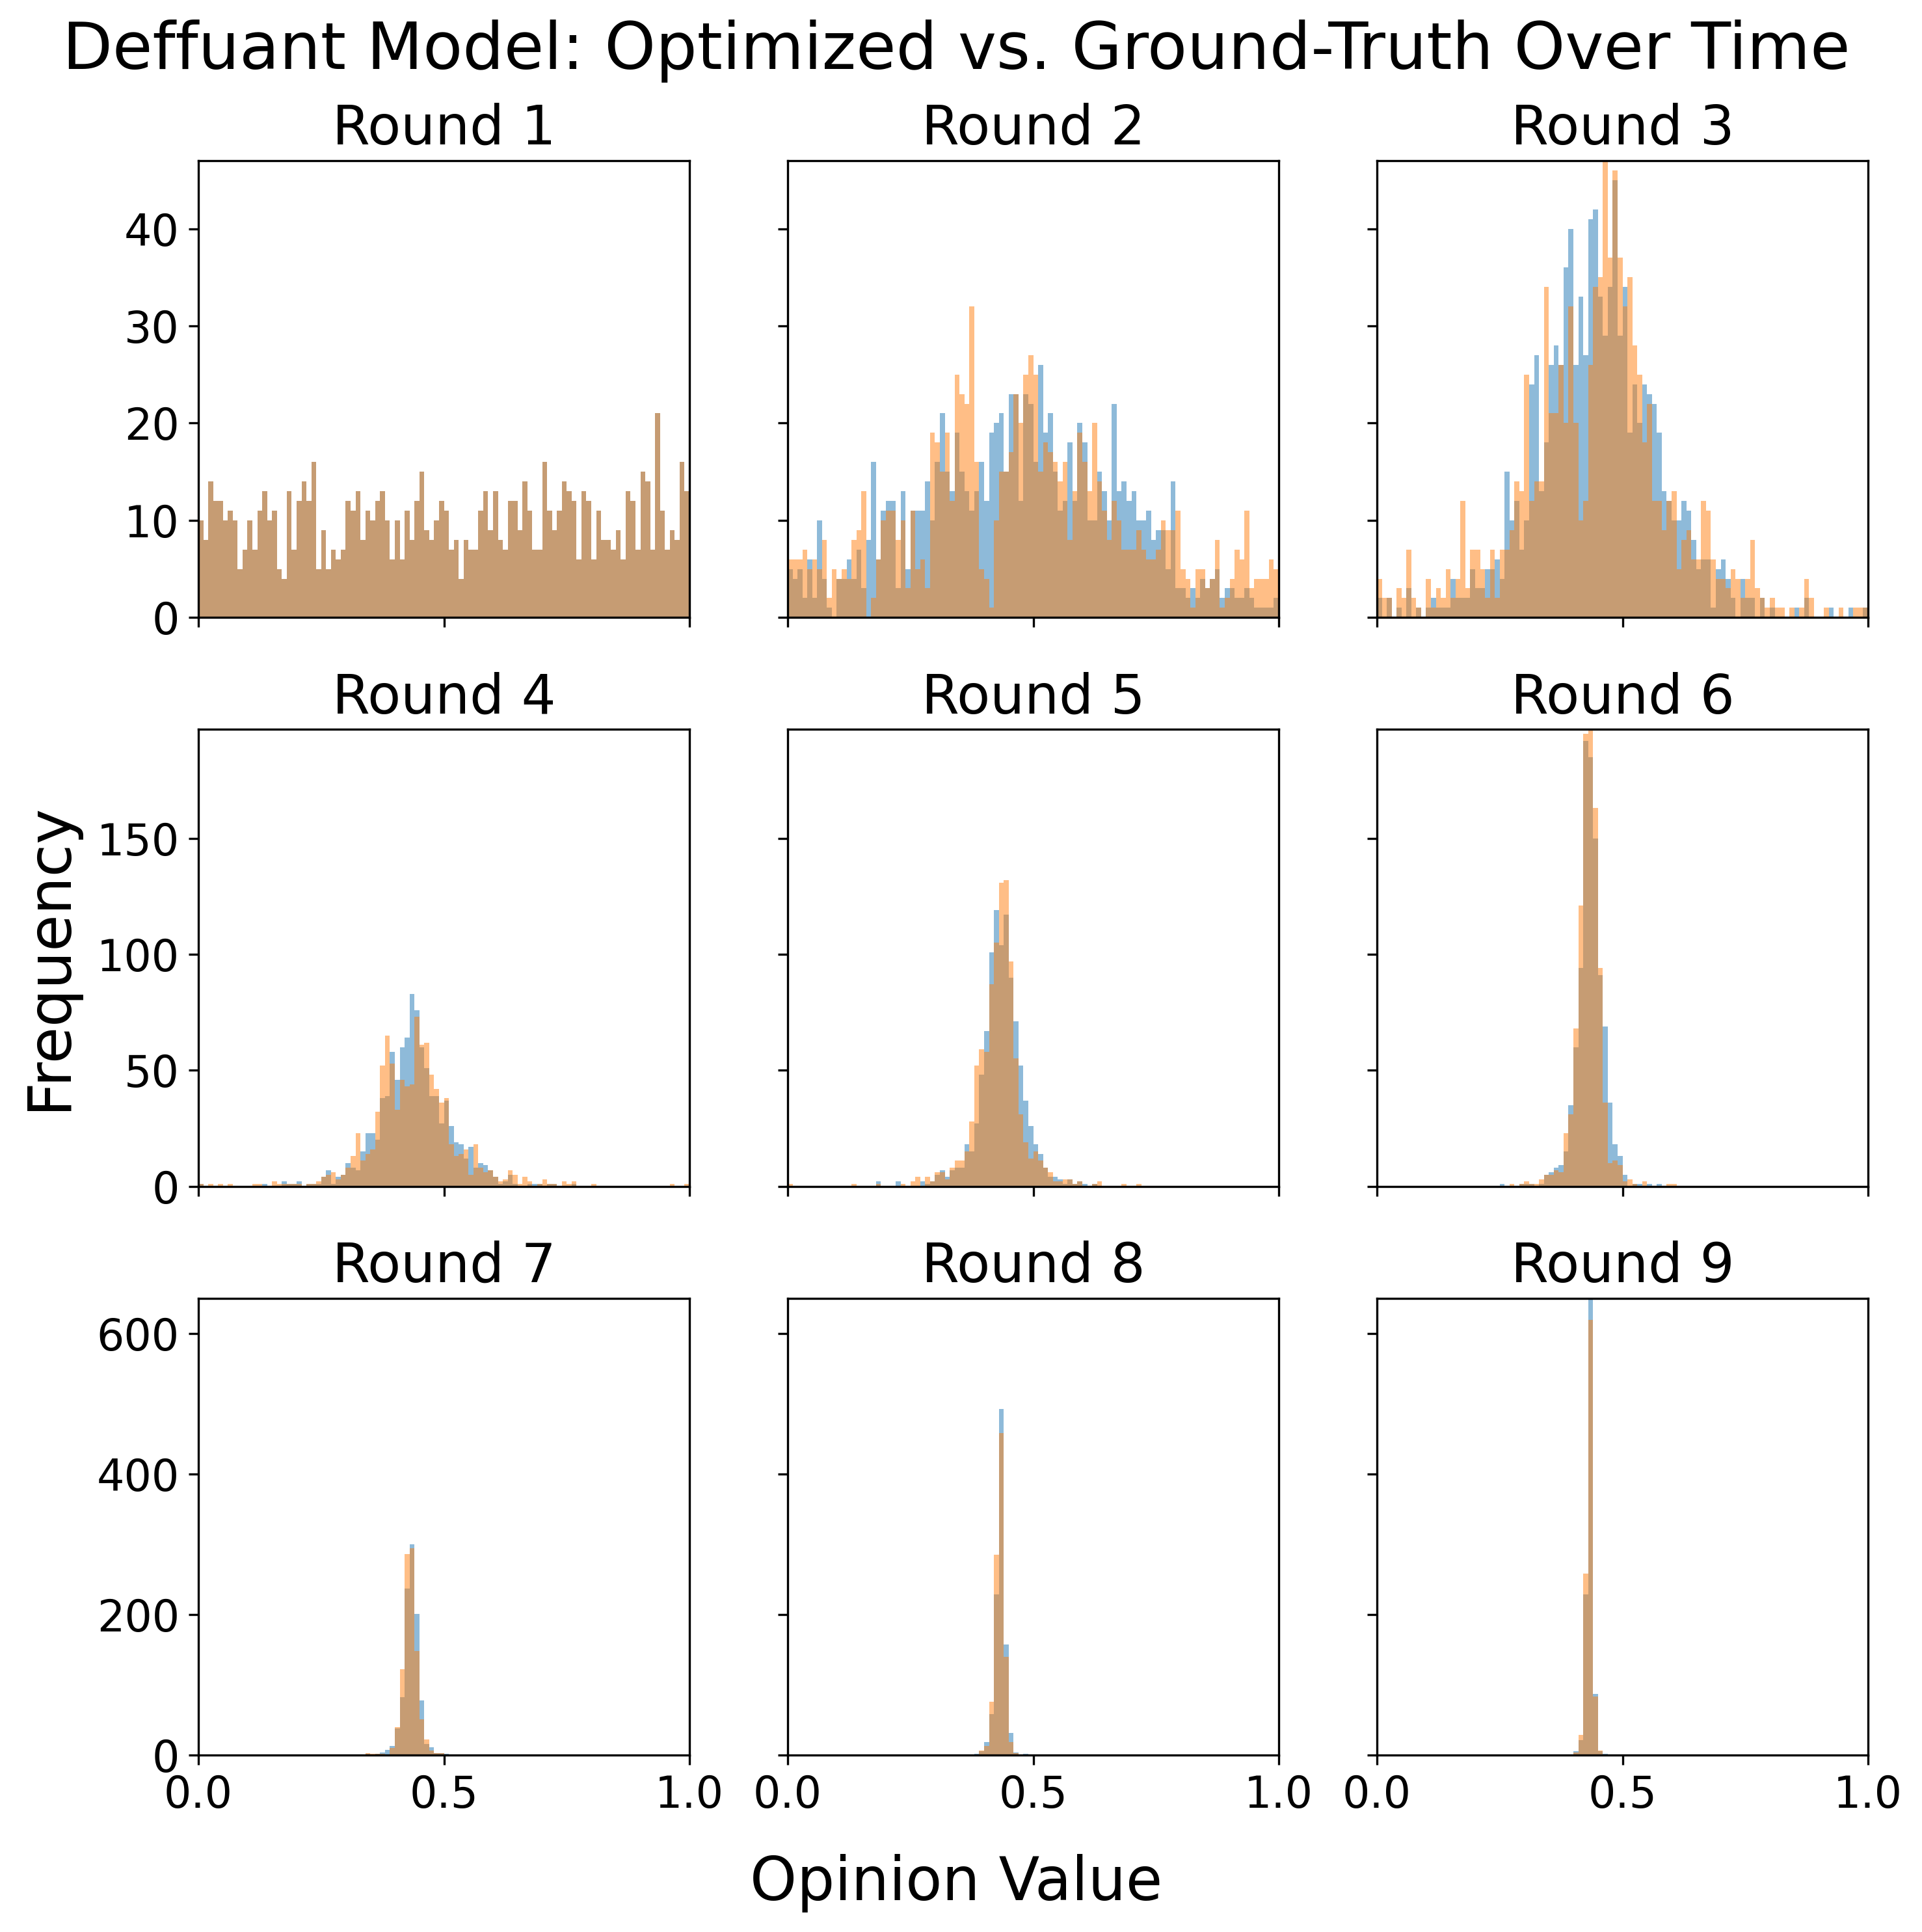 Deffuant Model: Optimized vs. Ground-Truth Over Time
Round 1
Round 2
Round 3
40
30
20
10
0
Round 4
Round 5
Round 6
150
100
50
0
Frequency
Round 7
Round 8
Round 9
600
400
200
0
0.0 0.5 1.0
0.0 0.5 1.0
0.0 0.5 1.0
Opinion Value